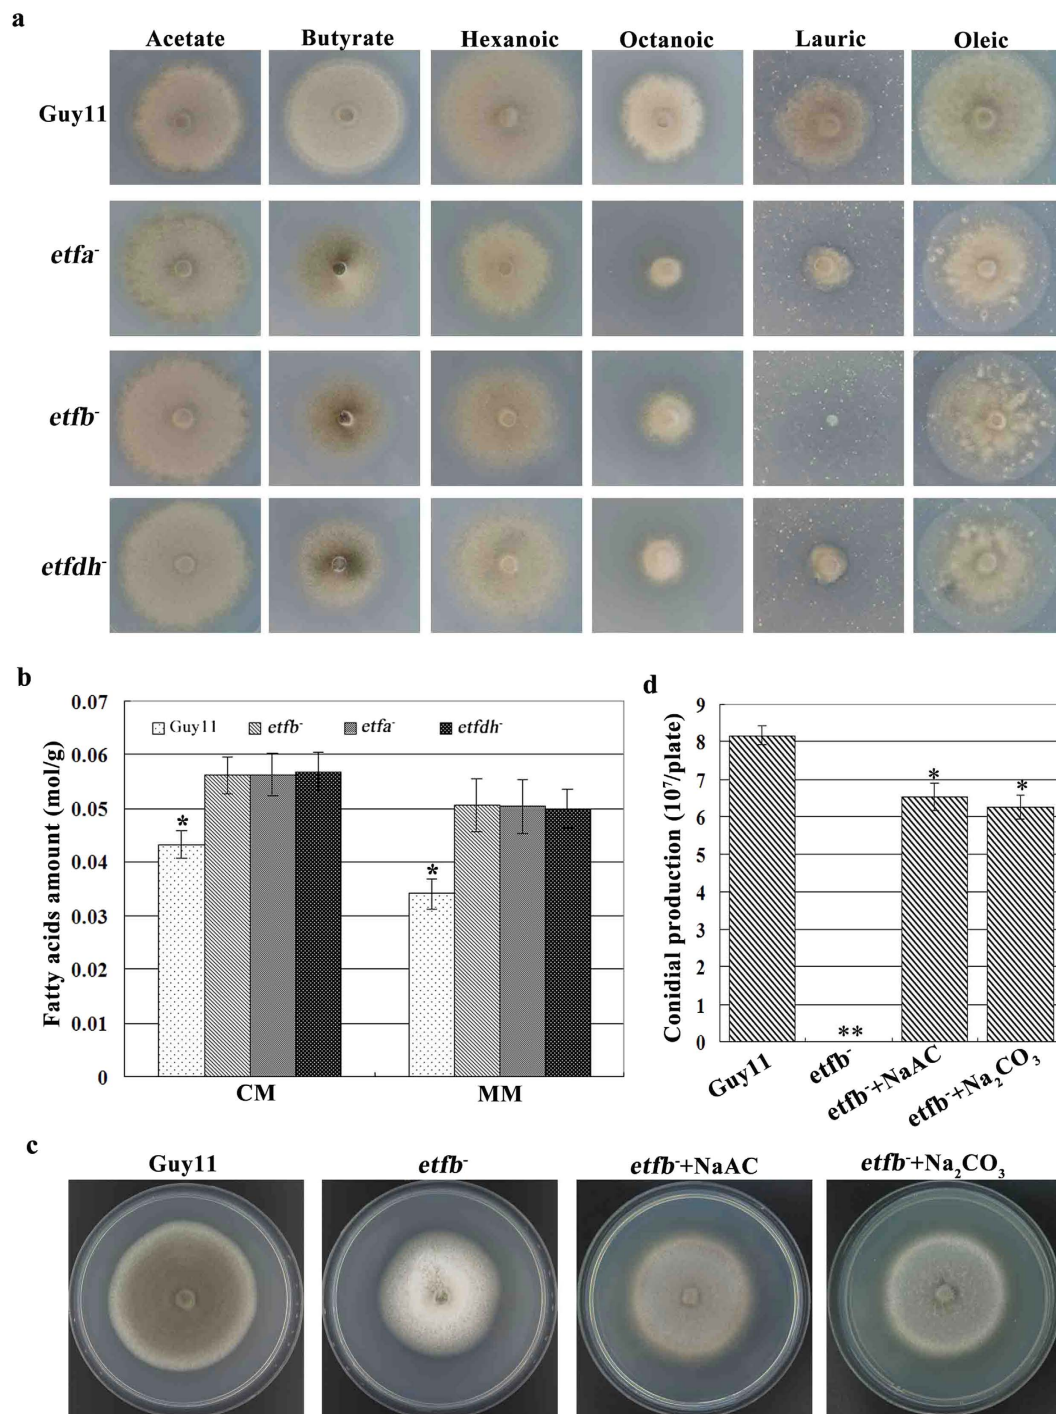 a
Acetate Butyrate Hexanoic Octanoic Lauric Oleic
Guy11
etfa⁻
etfb⁻
etfdh⁻
b
Fatty acids amount (mol/g)
0.07
0.06
0.05
0.04
0.03
0.02
0.01
0
Guy11 etfb⁻ etfa⁻ etfdh⁻
*
*
CM MM
d
Conidial production (10⁷/plate)
9
8
7
6
5
4
3
2
1
0
**
*
*
Guy11
etfb⁻
etfb⁻+NaAC
etfb⁻+Na₂CO₃
c
Guy11 etfb⁻ etfb⁻+NaAC etfb⁻+Na₂CO₃